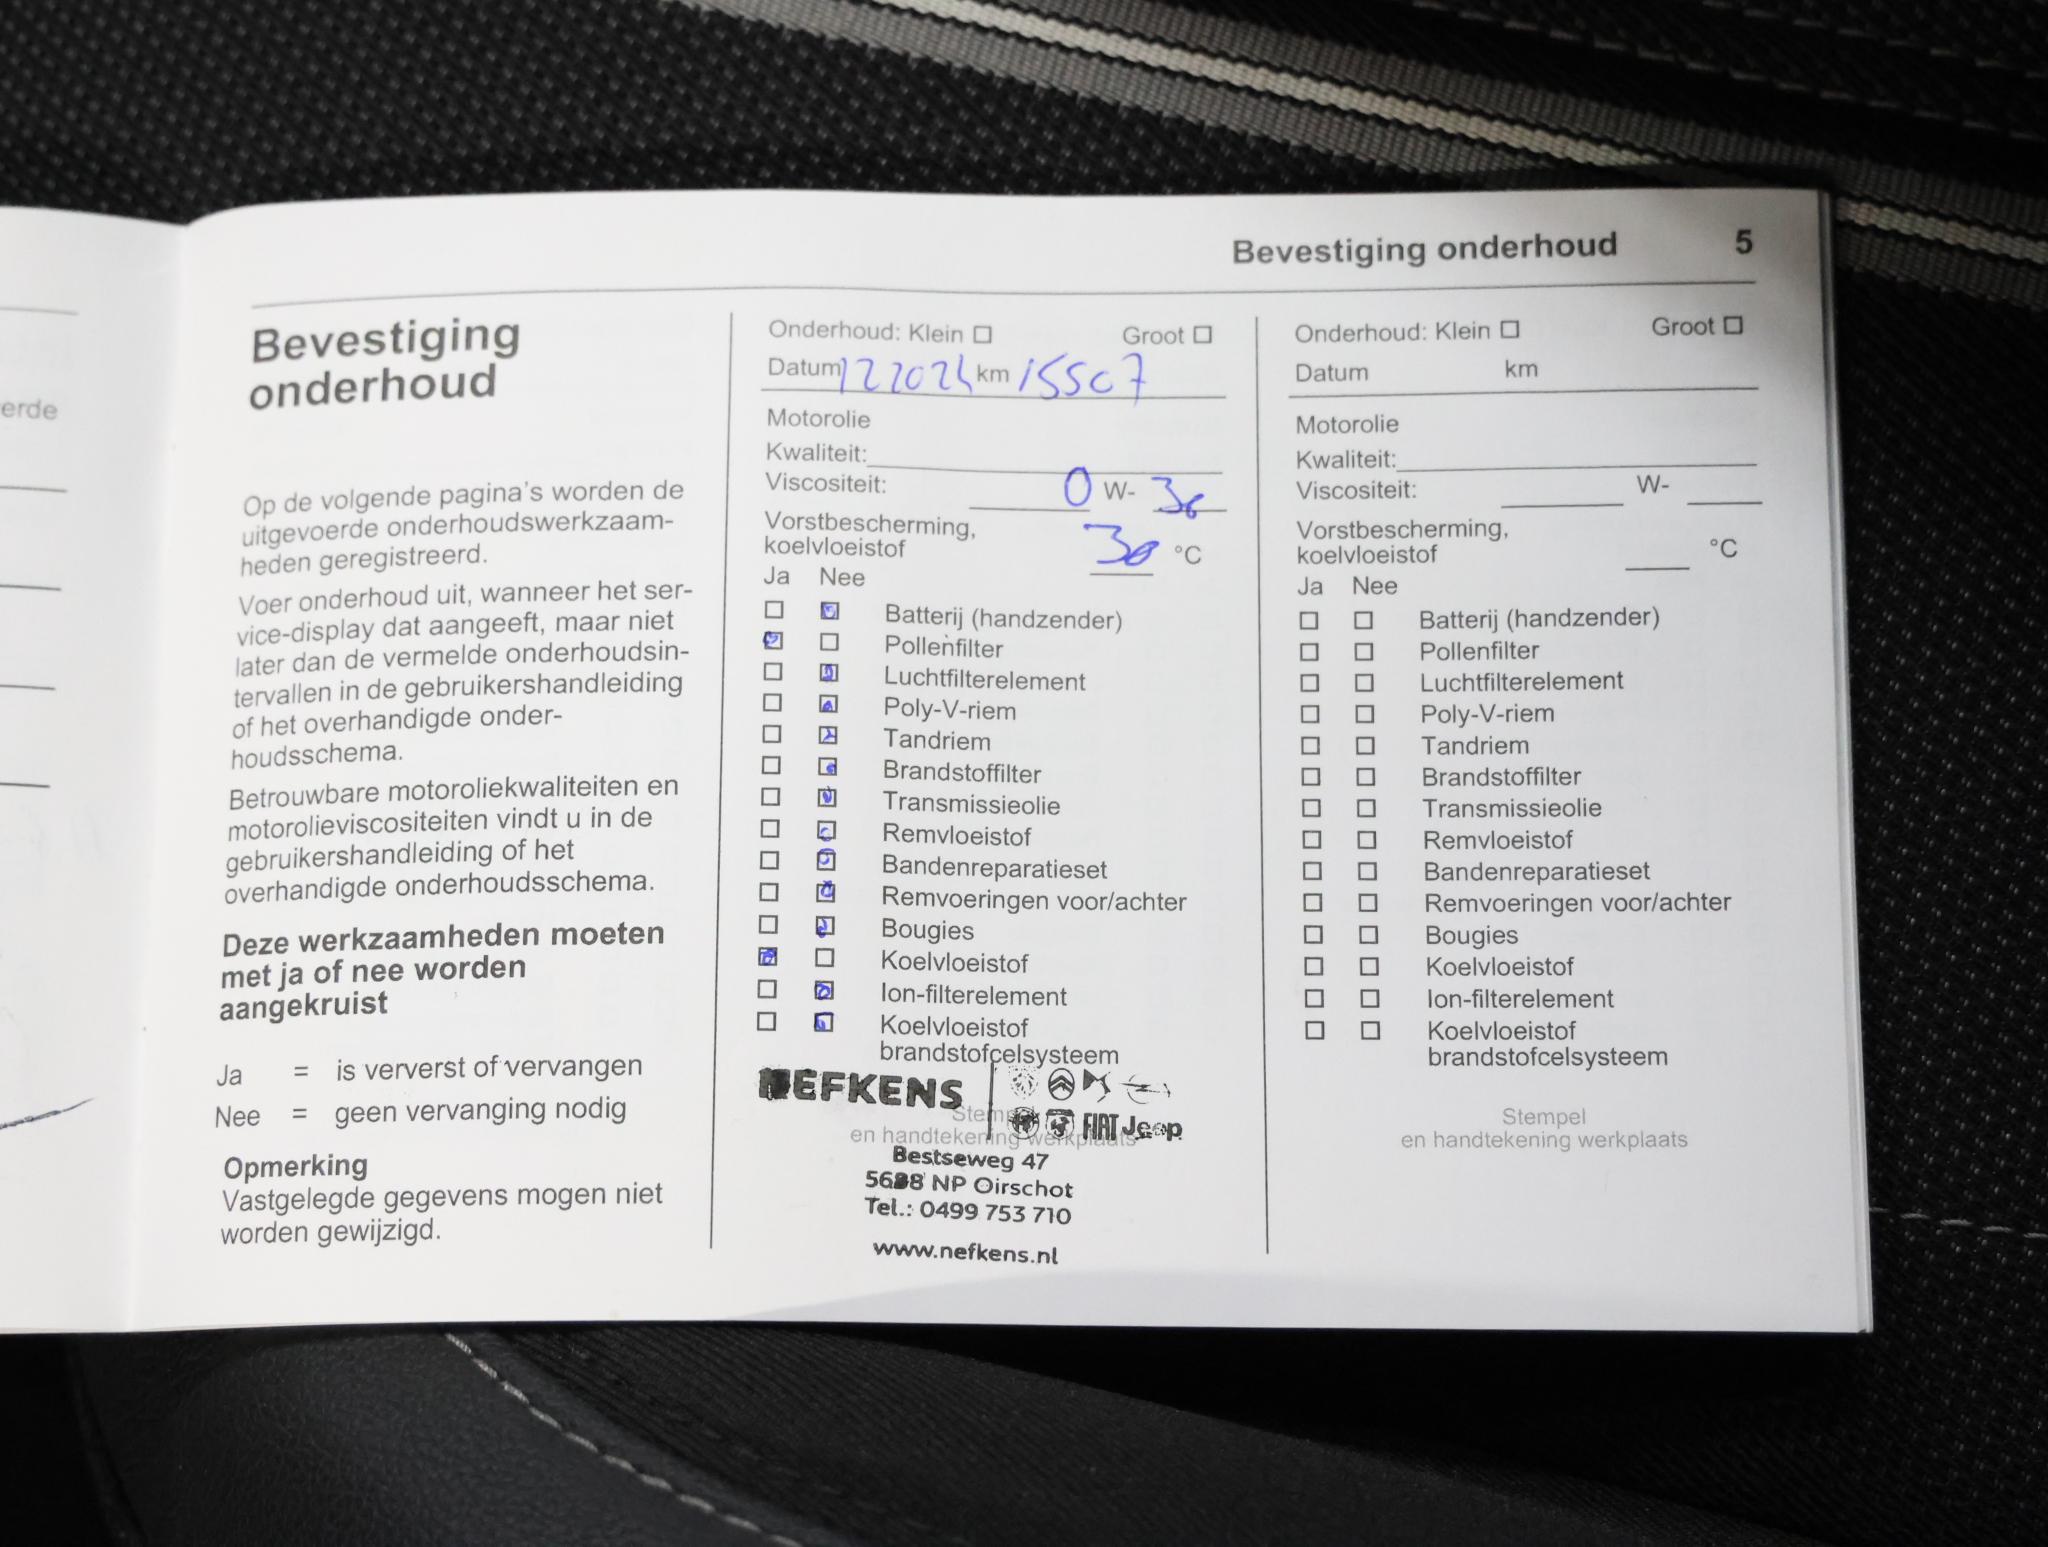 erde
Bevestiging onderhoud 5
Bevestiging
onderhoud
Op de volgende pagina's worden de
uitgevoerde onderhoudswerkzaam-
heden geregistreerd.
Voer onderhoud uit, wanneer het ser-
vice-display dat aangeeft, maar niet
later dan de vermelde onderhoudsin-
tervallen in de gebruikershandleiding
of het overhandigde onder-
houdsschema.
Betrouwbare motoroliekwaliteiten en
motorolieviscositeiten vindt u in de
gebruikershandleiding of het
overhandigde onderhoudsschema.
Deze werkzaamheden moeten
met ja of nee worden
aangekruist
Ja = is ververst of vervangen
Nee = geen vervanging nodig
Opmerking
Vastgelegde gegevens mogen niet
worden gewijzigd.
Onderhoud: Klein Groot
Datum 122024 km 15507
Motorolie
Kwaliteit:
Viscositeit: 0 W- 30
Vorstbescherming,
koelvloeistof 30 °C
Ja Nee
Batterij (handzender)
Pollenfilter
Luchtfilterelement
Poly-V-riem
Tandriem
Brandstoffilter
Transmissieolie
Remvloeistof
Bandenreparatieset
Remvoeringen voor/achter
Bougies
Koelvloeistof
Ion-filterelement
Koelvloeistof
brandstofcelsysteem
NEFKENS
FIAT Jeep
Stempel
en handtekening werkplaats
Bestseweg 47
5688 NP Oirschot
Tel.: 0499 753 710
www.nefkens.nl
Onderhoud: Klein Groot
Datum km
Motorolie
Kwaliteit:
Viscositeit: W-
Vorstbescherming,
koelvloeistof °C
Ja Nee
Batterij (handzender)
Pollenfilter
Luchtfilterelement
Poly-V-riem
Tandriem
Brandstoffilter
Transmissieolie
Remvloeistof
Bandenreparatieset
Remvoeringen voor/achter
Bougies
Koelvloeistof
Ion-filterelement
Koelvloeistof
brandstofcelsysteem
Stempel
en handtekening werkplaats